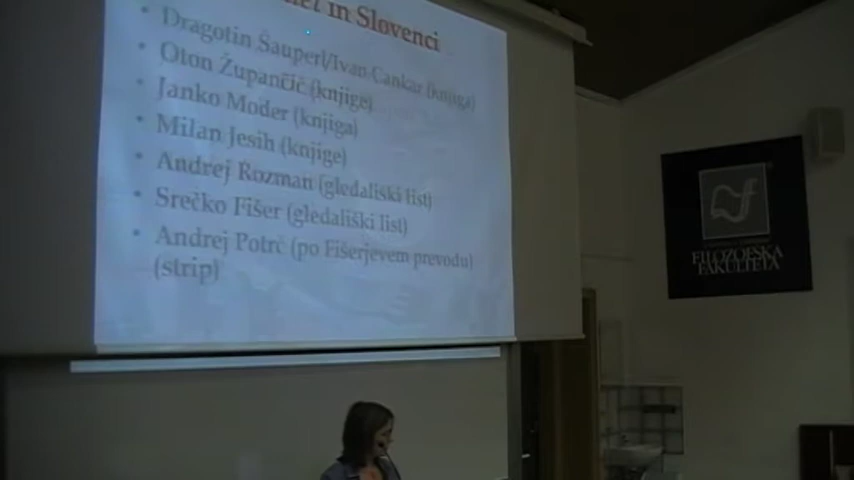 in Slovenci
Dragotin Šauperl/Ivan Cankar (knjiga)
Oton Župančič (knjige)
Janko Moder (knjiga)
Milan Jesih (knjige)
Andrej Rozman (gledališki list)
Srečko Fišer (gledališki list)
Andrej Potrč (po Fišerjevem prevodu)
(strip)
FILOZOFSKA
FAKULTETA